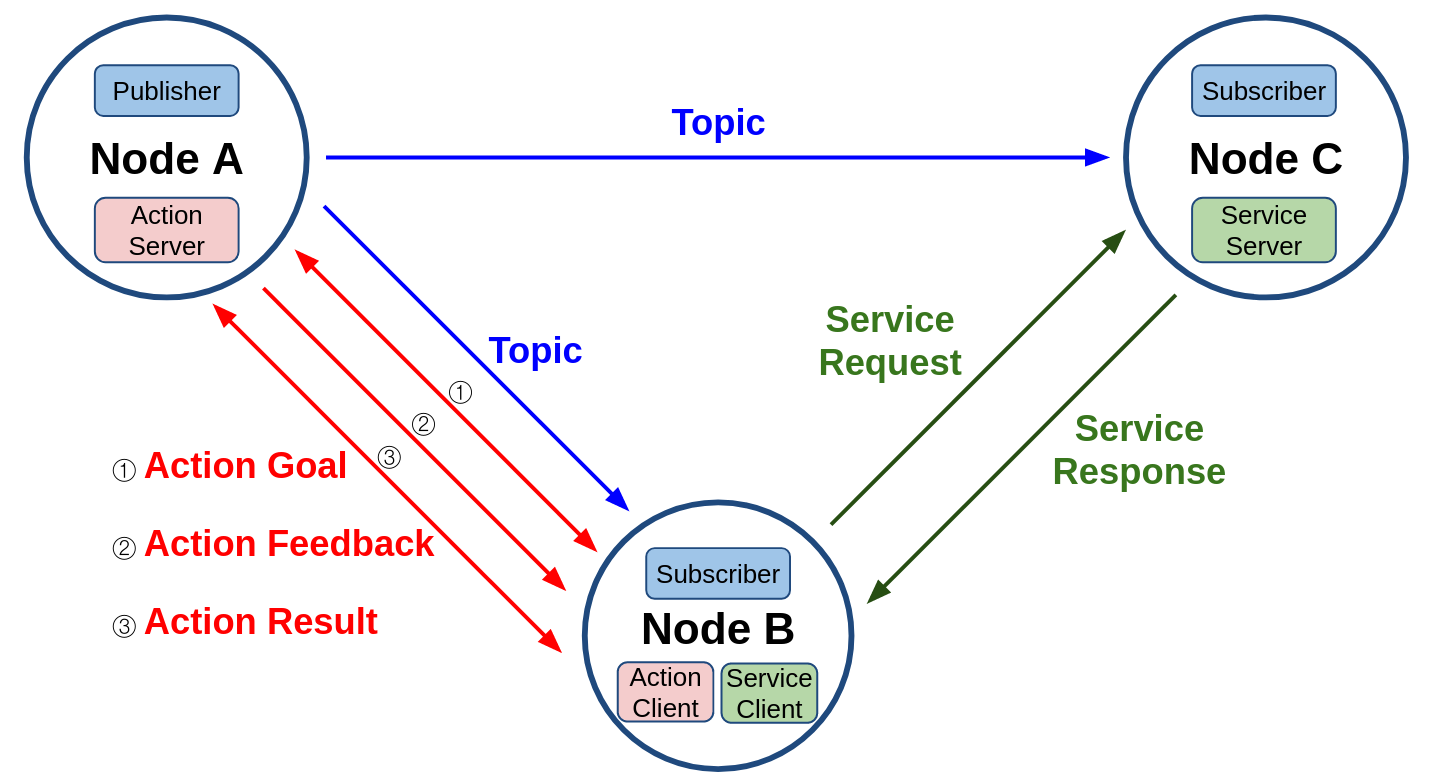 Publisher
Node A
Action
Server
Topic
Subscriber
Node C
Service
Server
Topic
①
②
③
Service
Request
Service
Response
① Action Goal
② Action Feedback
③ Action Result
Subscriber
Node B
Action
Client
Service
Client